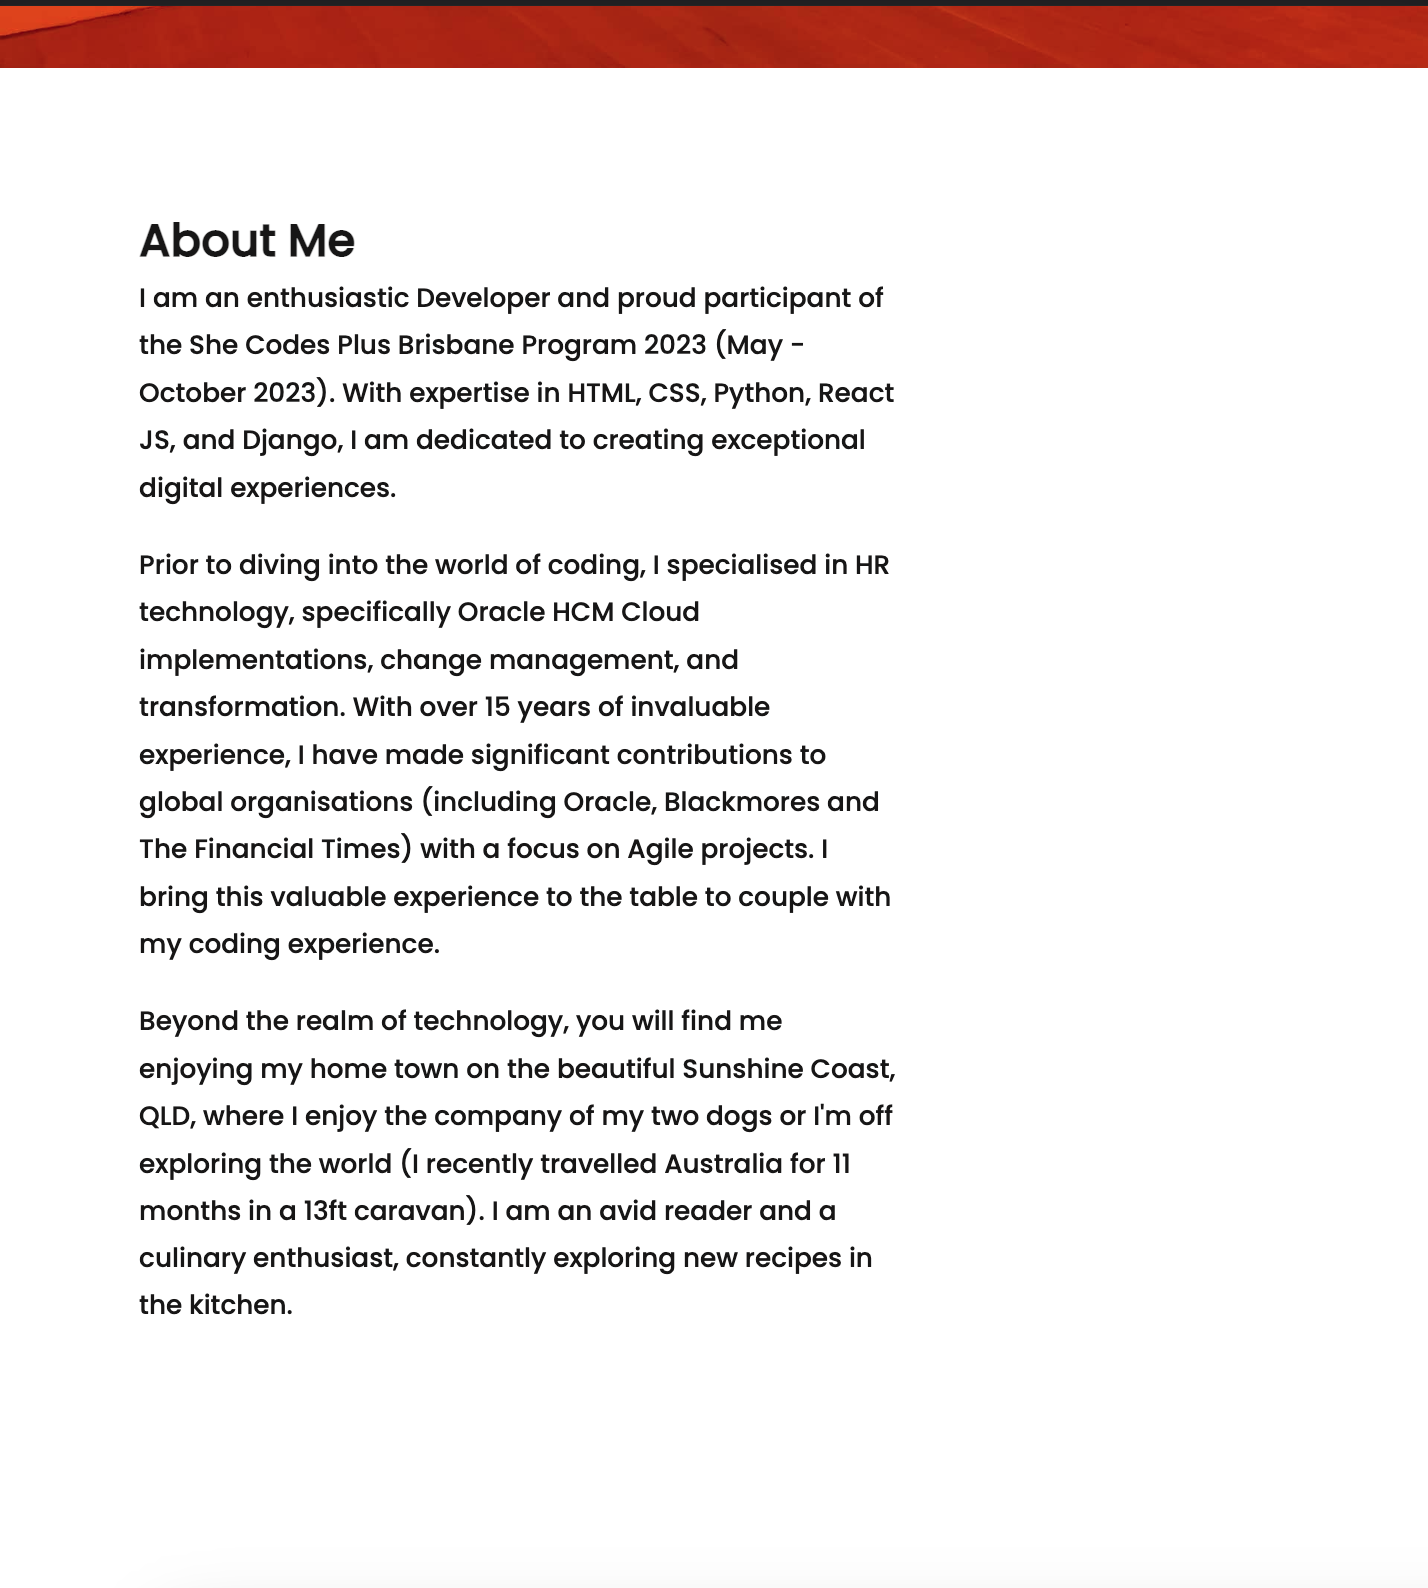 About Me
I am an enthusiastic Developer and proud participant of
the She Codes Plus Brisbane Program 2023 (May -
October 2023). With expertise in HTML, CSS, Python, React
JS, and Django, I am dedicated to creating exceptional
digital experiences.
Prior to diving into the world of coding, I specialised in HR
technology, specifically Oracle HCM Cloud
implementations, change management, and
transformation. With over 15 years of invaluable
experience, I have made significant contributions to
global organisations (including Oracle, Blackmores and
The Financial Times) with a focus on Agile projects. I
bring this valuable experience to the table to couple with
my coding experience.
Beyond the realm of technology, you will find me
enjoying my home town on the beautiful Sunshine Coast,
QLD, where I enjoy the company of my two dogs or I'm off
exploring the world (I recently travelled Australia for 11
months in a 13ft caravan). I am an avid reader and a
culinary enthusiast, constantly exploring new recipes in
the kitchen.